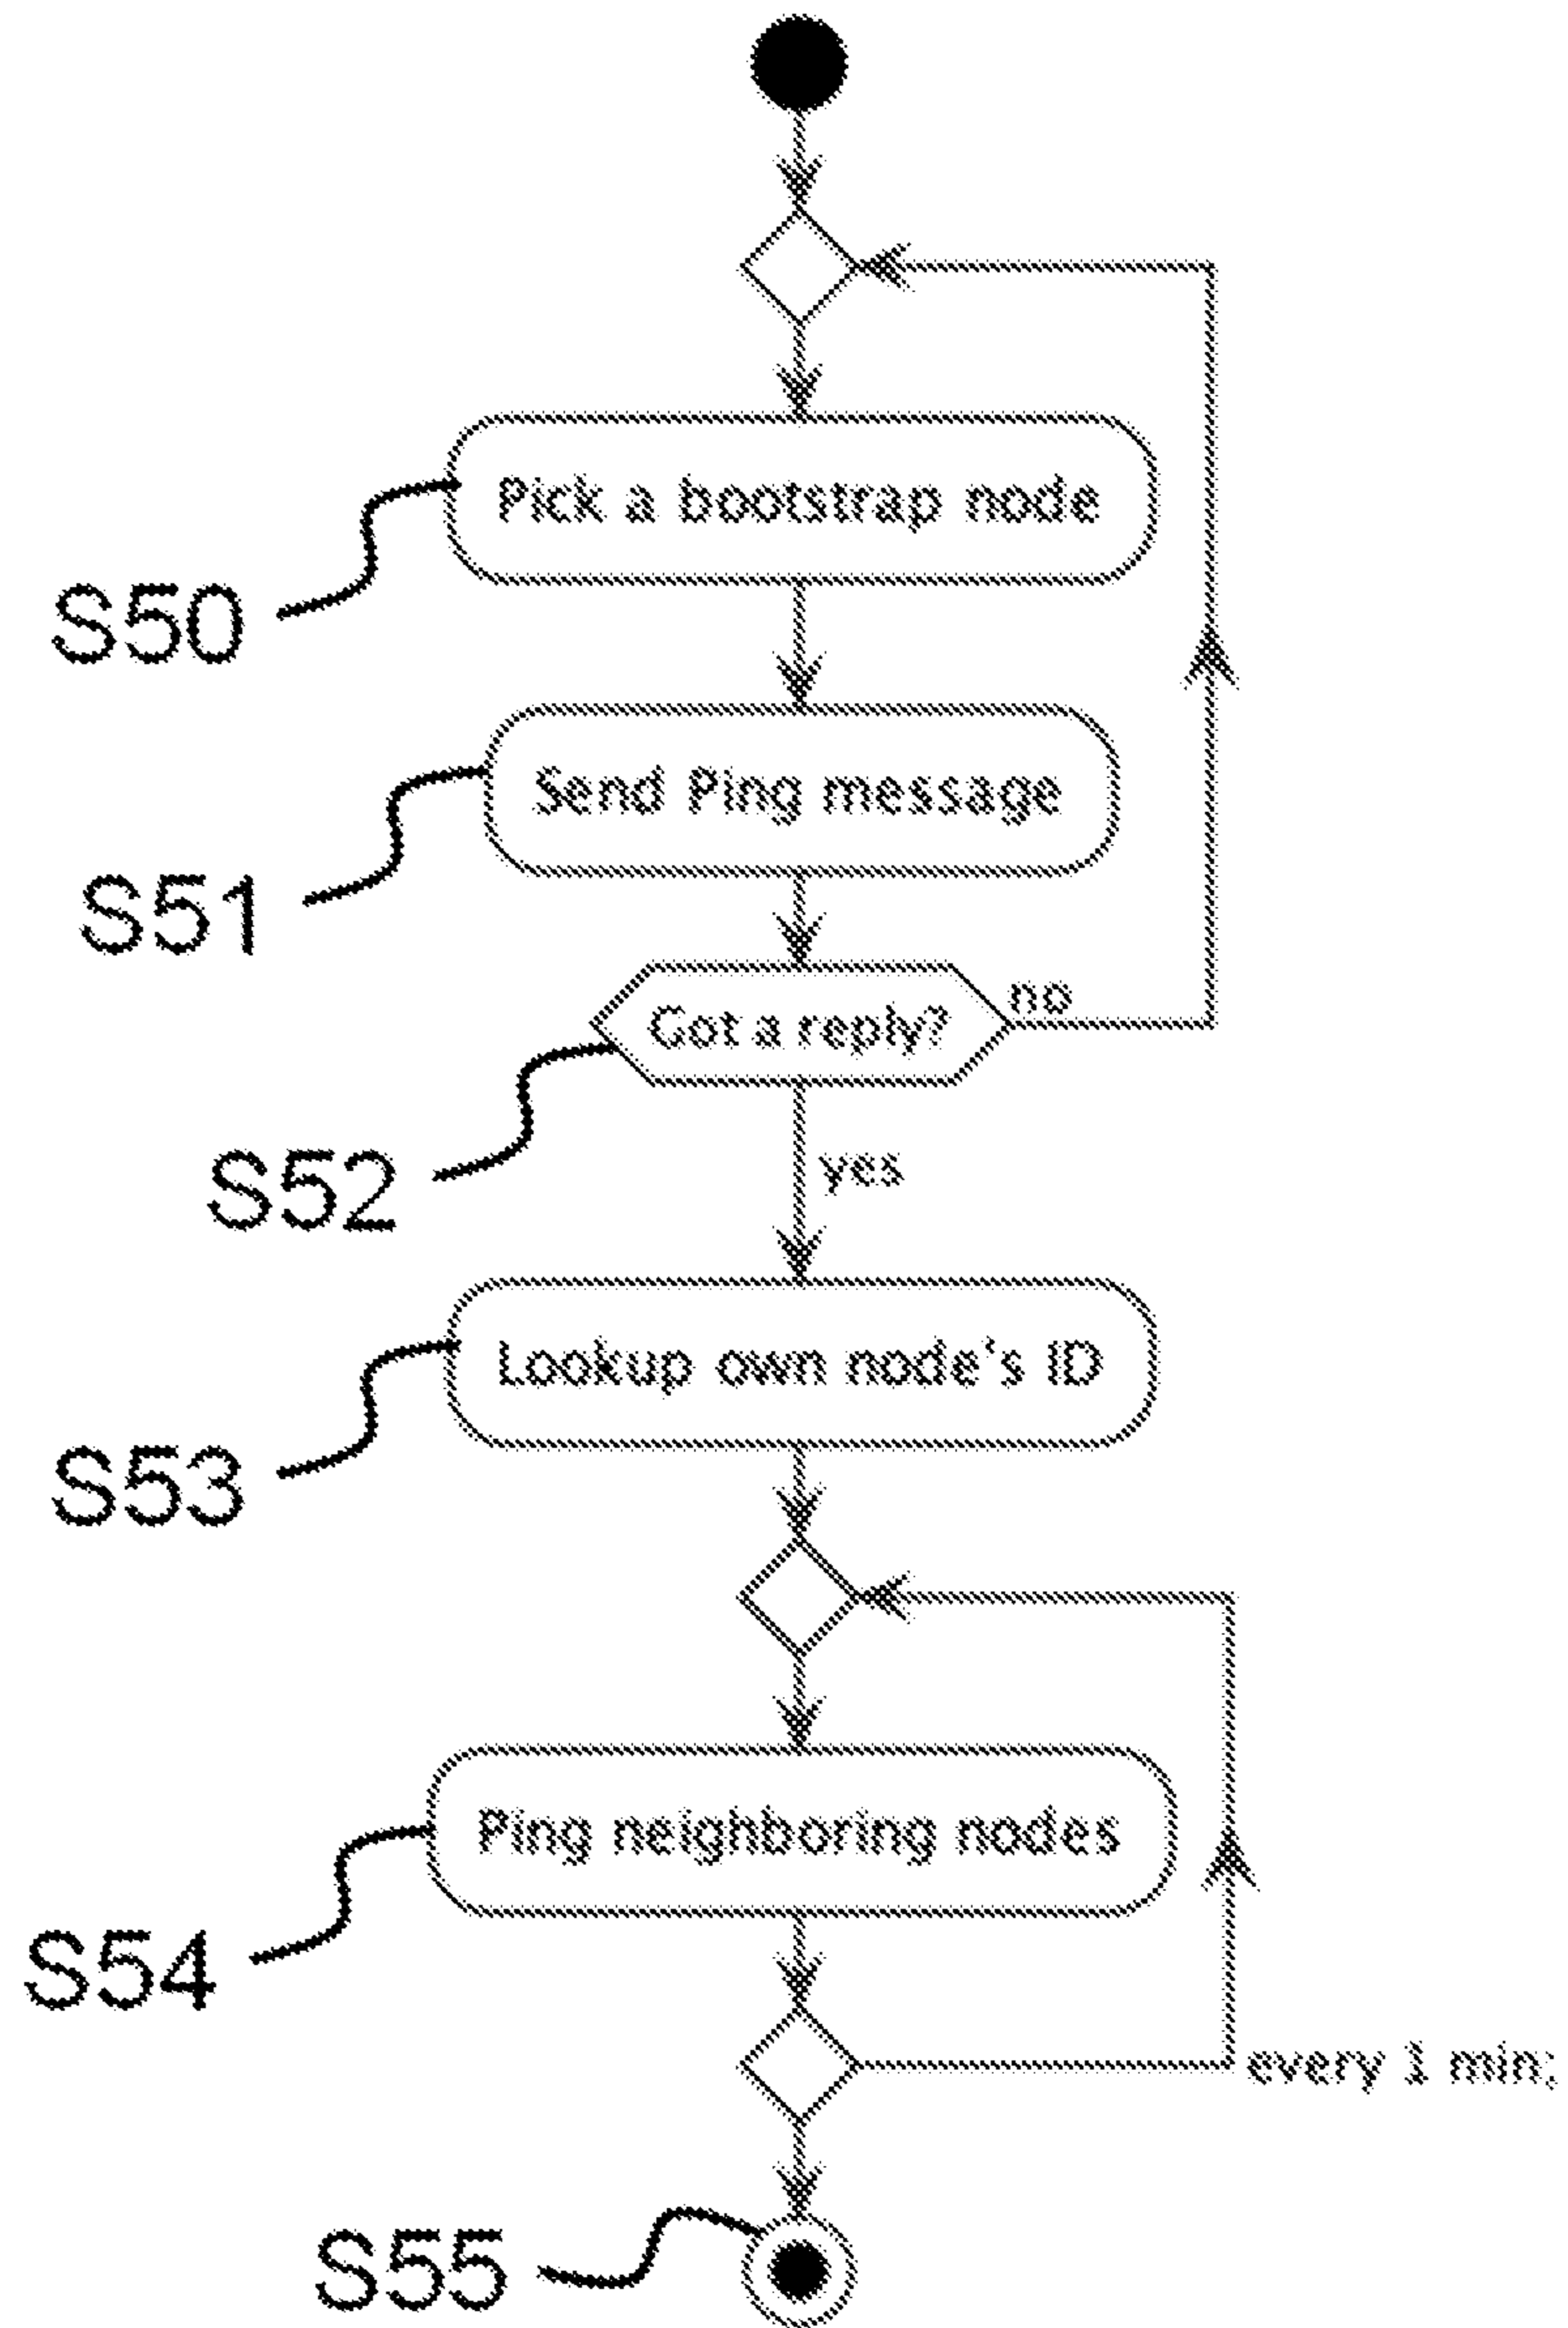 Pick a bootstrap node
S50
Send Ping message
S51
no
Got a reply?
yes
S52
Lookup own node's ID
S53
Ping neighboring nodes
S54
every 1 min;
S55